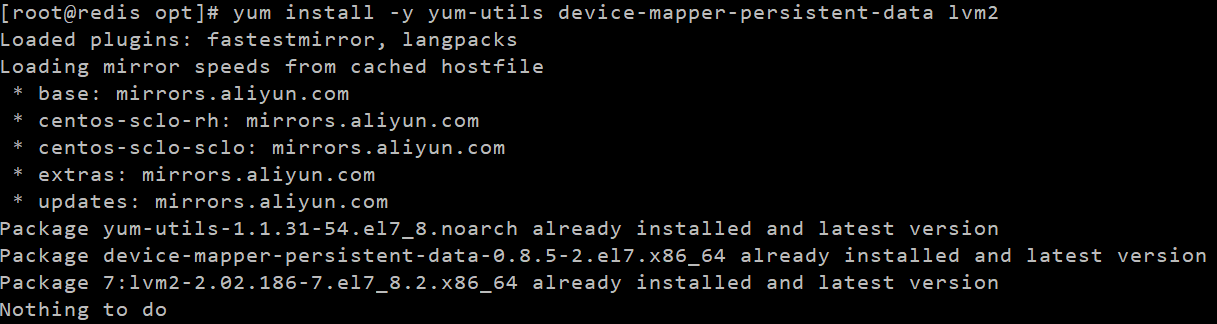 [root@redis opt]# yum install -y yum-utils device-mapper-persistent-data lvm2
Loaded plugins: fastestmirror, langpacks
Loading mirror speeds from cached hostfile
 * base: mirrors.aliyun.com
 * centos-sclo-rh: mirrors.aliyun.com
 * centos-sclo-sclo: mirrors.aliyun.com
 * extras: mirrors.aliyun.com
 * updates: mirrors.aliyun.com
Package yum-utils-1.1.31-54.el7_8.noarch already installed and latest version
Package device-mapper-persistent-data-0.8.5-2.el7.x86_64 already installed and latest version
Package 7:lvm2-2.02.186-7.el7_8.2.x86_64 already installed and latest version
Nothing to do